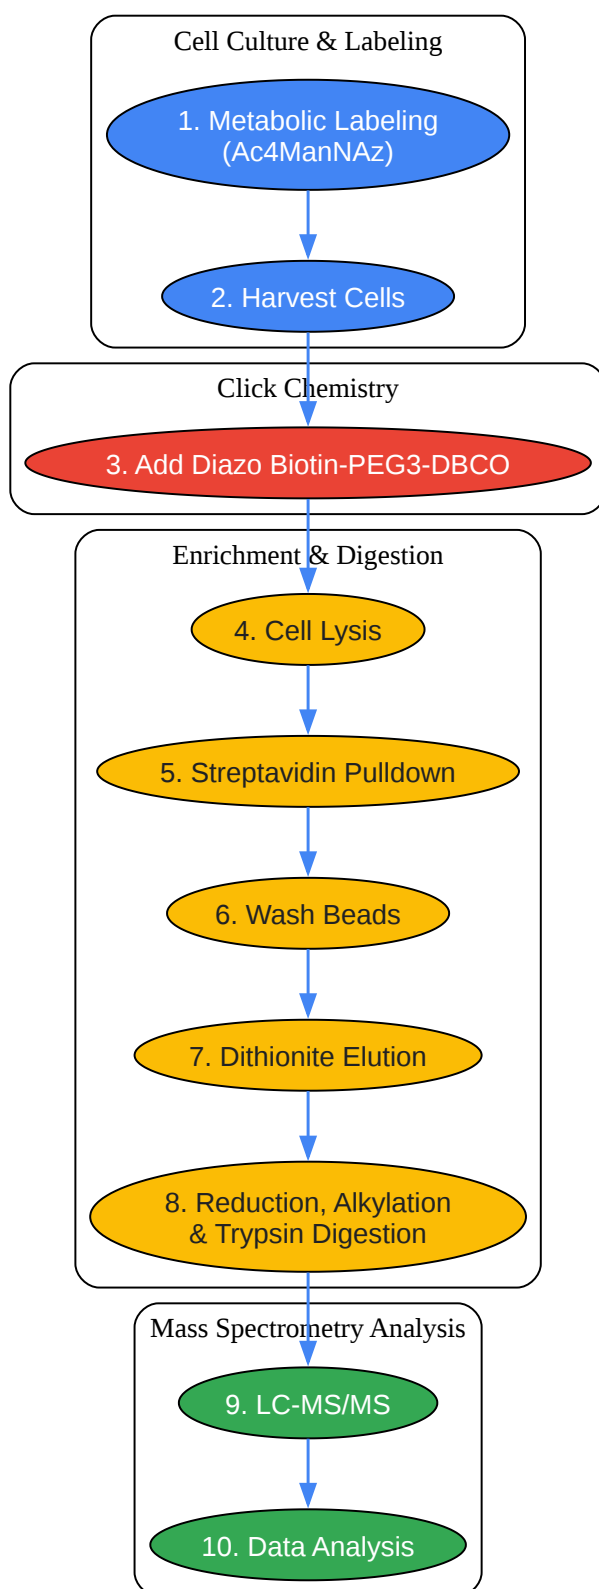 Cell Culture & Labeling
1. Metabolic Labeling
(Ac4ManNAz)
2. Harvest Cells
Click Chemistry
3. Add Diazo Biotin-PEG3-DBCO
Enrichment & Digestion
4. Cell Lysis
5. Streptavidin Pulldown
6. Wash Beads
7. Dithionite Elution
8. Reduction, Alkylation
& Trypsin Digestion
Mass Spectrometry Analysis
9. LC-MS/MS
10. Data Analysis